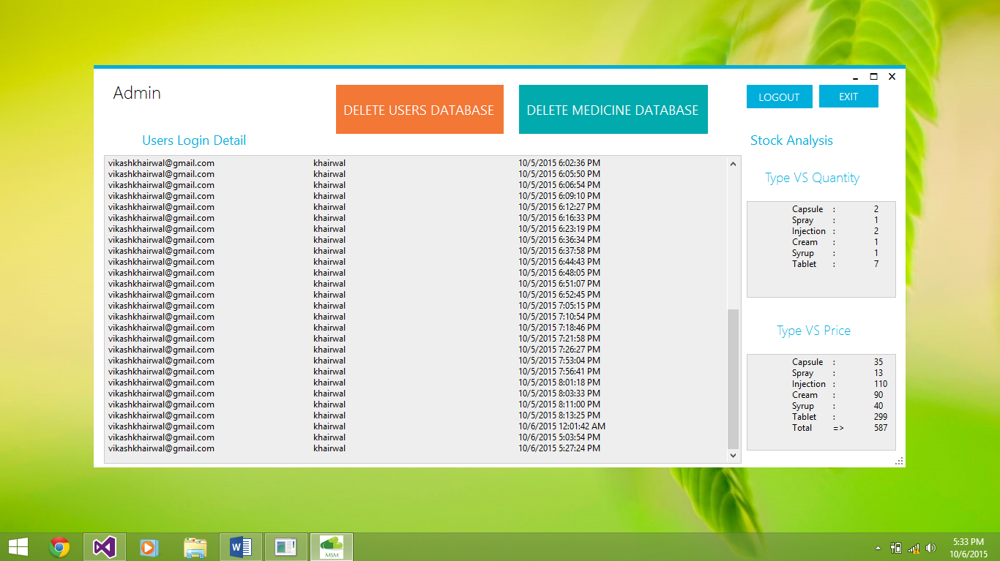 Admin
DELETE USERS DATABASE
DELETE MEDICINE DATABASE
LOGOUT
EXIT
Users Login Detail
vikashkhairwal@gmail.com khairwal 10/5/2015 6:02:36 PM
vikashkhairwal@gmail.com khairwal 10/5/2015 6:05:50 PM
vikashkhairwal@gmail.com khairwal 10/5/2015 6:06:54 PM
vikashkhairwal@gmail.com khairwal 10/5/2015 6:09:10 PM
vikashkhairwal@gmail.com khairwal 10/5/2015 6:12:27 PM
vikashkhairwal@gmail.com khairwal 10/5/2015 6:16:33 PM
vikashkhairwal@gmail.com khairwal 10/5/2015 6:23:19 PM
vikashkhairwal@gmail.com khairwal 10/5/2015 6:36:34 PM
vikashkhairwal@gmail.com khairwal 10/5/2015 6:37:58 PM
vikashkhairwal@gmail.com khairwal 10/5/2015 6:44:43 PM
vikashkhairwal@gmail.com khairwal 10/5/2015 6:48:05 PM
vikashkhairwal@gmail.com khairwal 10/5/2015 6:51:07 PM
vikashkhairwal@gmail.com khairwal 10/5/2015 6:52:45 PM
vikashkhairwal@gmail.com khairwal 10/5/2015 7:05:15 PM
vikashkhairwal@gmail.com khairwal 10/5/2015 7:10:54 PM
vikashkhairwal@gmail.com khairwal 10/5/2015 7:18:46 PM
vikashkhairwal@gmail.com khairwal 10/5/2015 7:21:58 PM
vikashkhairwal@gmail.com khairwal 10/5/2015 7:26:27 PM
vikashkhairwal@gmail.com khairwal 10/5/2015 7:53:04 PM
vikashkhairwal@gmail.com khairwal 10/5/2015 7:56:41 PM
vikashkhairwal@gmail.com khairwal 10/5/2015 8:01:18 PM
vikashkhairwal@gmail.com khairwal 10/5/2015 8:03:33 PM
vikashkhairwal@gmail.com khairwal 10/5/2015 8:11:00 PM
vikashkhairwal@gmail.com khairwal 10/5/2015 8:13:25 PM
vikashkhairwal@gmail.com khairwal 10/6/2015 12:01:42 AM
vikashkhairwal@gmail.com khairwal 10/6/2015 5:03:54 PM
vikashkhairwal@gmail.com khairwal 10/6/2015 5:27:24 PM
Stock Analysis
Type VS Quantity
Capsule : 2
Spray : 1
Injection : 2
Cream : 1
Syrup : 1
Tablet : 7
Type VS Price
Capsule : 35
Spray : 13
Injection : 110
Cream : 90
Syrup : 40
Tablet : 299
Total => 587
MSM
5:33 PM
10/6/2015